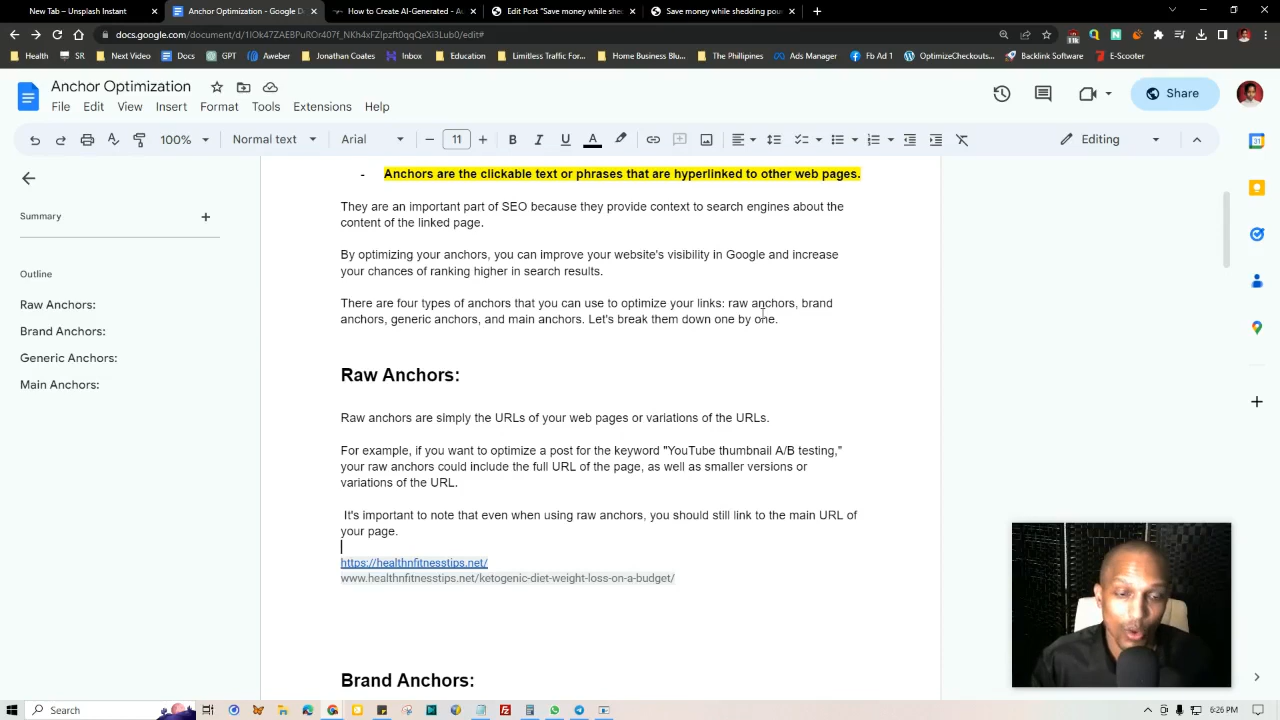 New Tab – Unsplash Instant
Anchor Optimization - Google D
How to Create AI-Generated - Au
Edit Post "Save money while she
Save money while shedding pour
docs.google.com/document/d/
/edit#
Health
SR
Next Video
Docs
GPT
Aweber
Jonathan Coates
Inbox
Education
Limitless Traffic For...
Home Business Blu...
The Philipines
Ads Manager
Fb Ad 1
OptimizeCheckouts...
Backlink Software
E-Scooter
Anchor Optimization
File Edit View Insert Format Tools Extensions Help
Share
100%
Normal text
Arial
11
Editing
Summary
Outline
Raw Anchors:
Brand Anchors:
Generic Anchors:
Main Anchors:
- Anchors are the clickable text or phrases that are hyperlinked to other web pages.
They are an important part of SEO because they provide context to search engines about the
content of the linked page.
By optimizing your anchors, you can improve your website's visibility in Google and increase
your chances of ranking higher in search results.
There are four types of anchors that you can use to optimize your links: raw anchors, brand
anchors, generic anchors, and main anchors. Let's break them down one by one.
Raw Anchors:
Raw anchors are simply the URLs of your web pages or variations of the URLs.
For example, if you want to optimize a post for the keyword "YouTube thumbnail A/B testing,"
your raw anchors could include the full URL of the page, as well as smaller versions or
variations of the URL.
It's important to note that even when using raw anchors, you should still link to the main URL of
your page.
https://healthnfitnesstips.net/
www.healthnfitnesstips.net/ketogenic-diet-weight-loss-on-a-budget/
Brand Anchors:
Search
6:26 PM